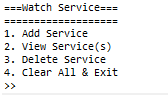 ===Watch Service===
===================
1. Add Service
2. View Service(s)
3. Delete Service
4. Clear All & Exit
>>